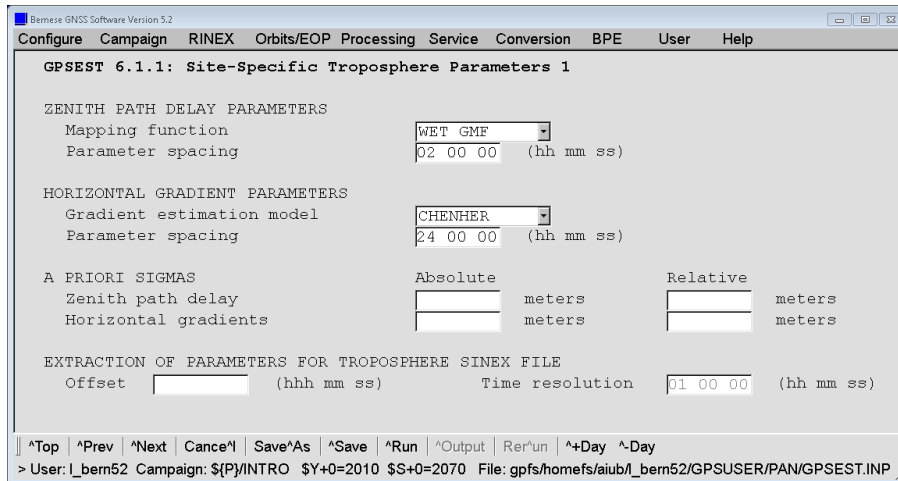 Bernese GNSS Software Version 5.2
Configure Campaign RINEX Orbits/EOP Processing Service Conversion BPE User Help
GPSEST 6.1.1: Site-Specific Troposphere Parameters 1
ZENITH PATH DELAY PARAMETERS
Mapping function WET GMF
Parameter spacing 02 00 00 (hh mm ss)
HORIZONTAL GRADIENT PARAMETERS
Gradient estimation model CHENHER
Parameter spacing 24 00 00 (hh mm ss)
A PRIORI SIGMAS Absolute Relative
Zenith path delay meters meters
Horizontal gradients meters meters
EXTRACTION OF PARAMETERS FOR TROPOSPHERE SINEX FILE
Offset (hhh mm ss) Time resolution 01 00 00 (hh mm ss)
^Top | ^Prev | ^Next | Cance^l | Save^As | ^Save | ^Run | ^Output | Rer^un | ^+Day ^-Day
> User: l_bern52 Campaign: ${P}/INTRO $Y+0=2010 $S+0=2070 File: gpfs/homefs/aiub/l_bern52/GPSUSER/PAN/GPSEST.INP